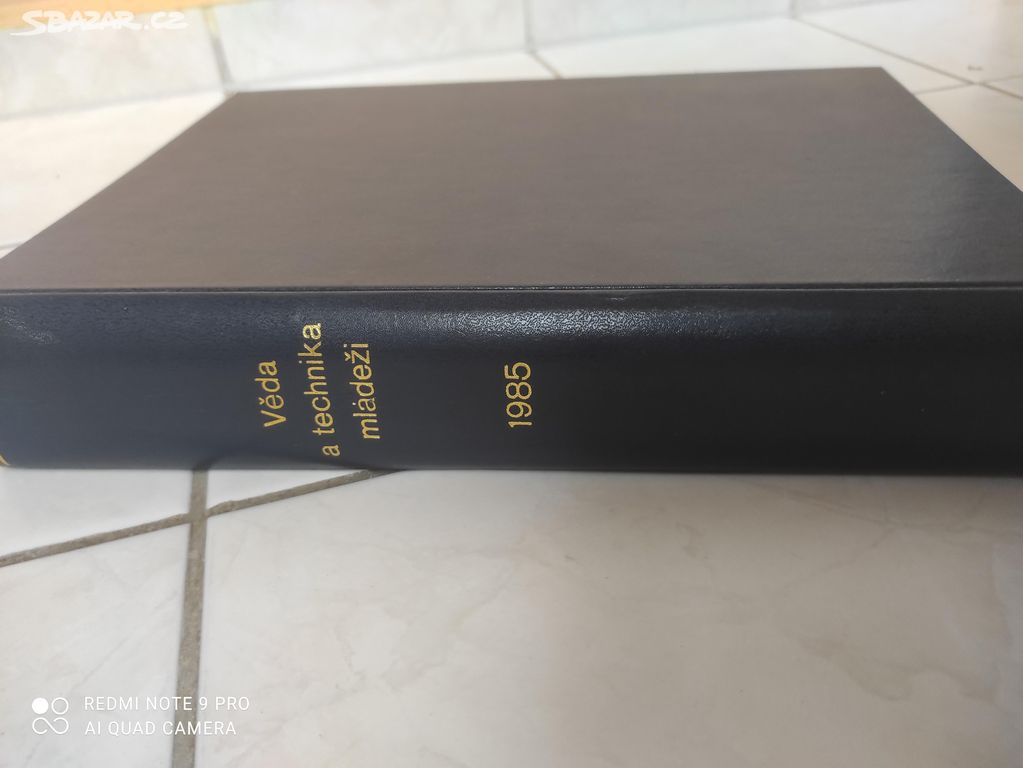 SBAZAR.CZ
Věda
a technika
mládeži
1985
REDMI NOTE 9 PRO
AI QUAD CAMERA